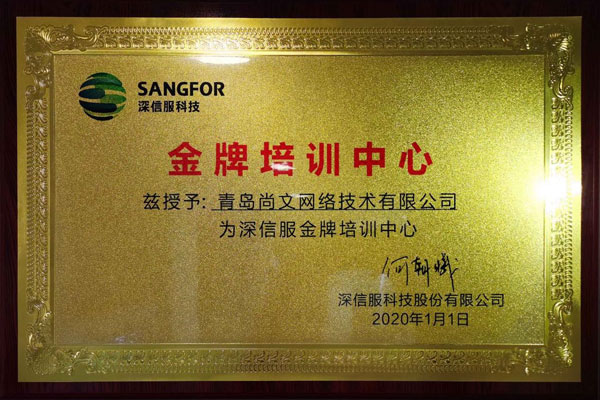 SANGFOR
深信服科技
金牌培训中心
兹授予: 青岛尚文网络技术有限公司
为深信服金牌培训中心
何朝曦
深信服科技股份有限公司
2020年1月1日